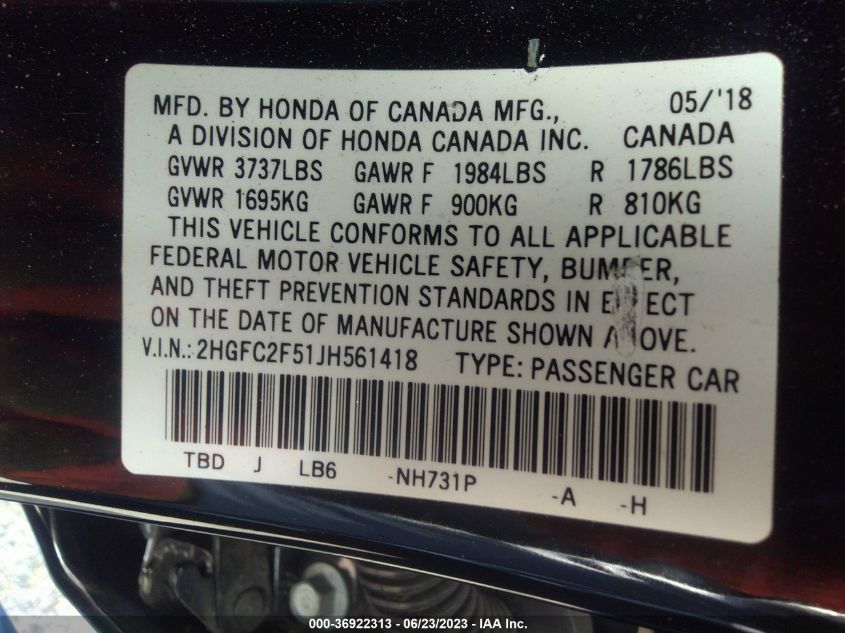 MFD. BY HONDA OF CANADA MFG., 05/'18
A DIVISION OF HONDA CANADA INC. CANADA
GVWR 3737LBS GAWR F 1984LBS R 1786LBS
GVWR 1695KG GAWR F 900KG R 810KG
THIS VEHICLE CONFORMS TO ALL APPLICABLE
FEDERAL MOTOR VEHICLE SAFETY, BUMPER,
AND THEFT PREVENTION STANDARDS IN EFFECT
ON THE DATE OF MANUFACTURE SHOWN ABOVE.
V.I.N.: 2HGFC2F51JH561418 TYPE: PASSENGER CAR
TBD J LB6 -NH731P -A -H
000-36922313 / 06/23/2023 - IAA Inc.